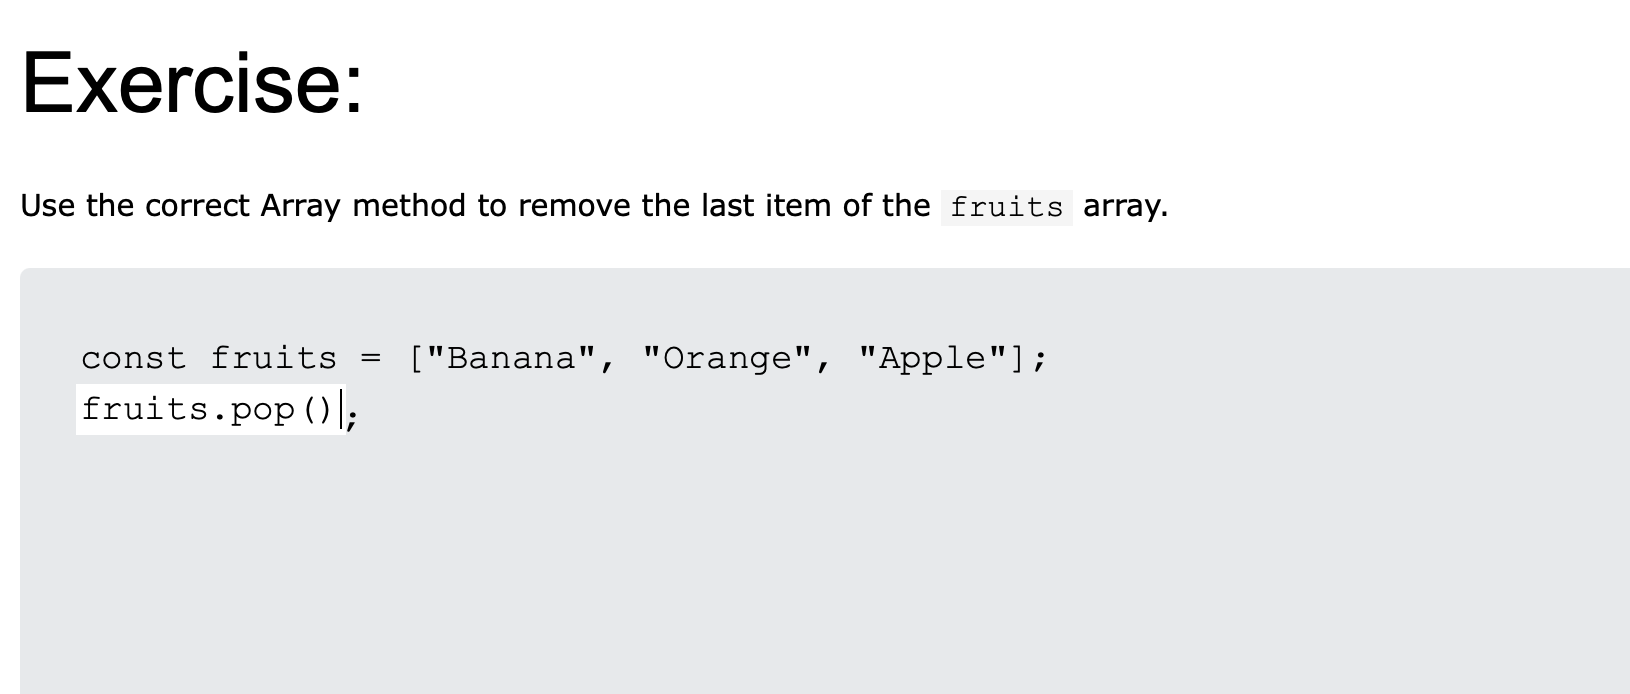 Exercise:
Use the correct Array method to remove the last item of the fruits array.
const fruits = ["Banana", "Orange", "Apple"];
fruits.pop();